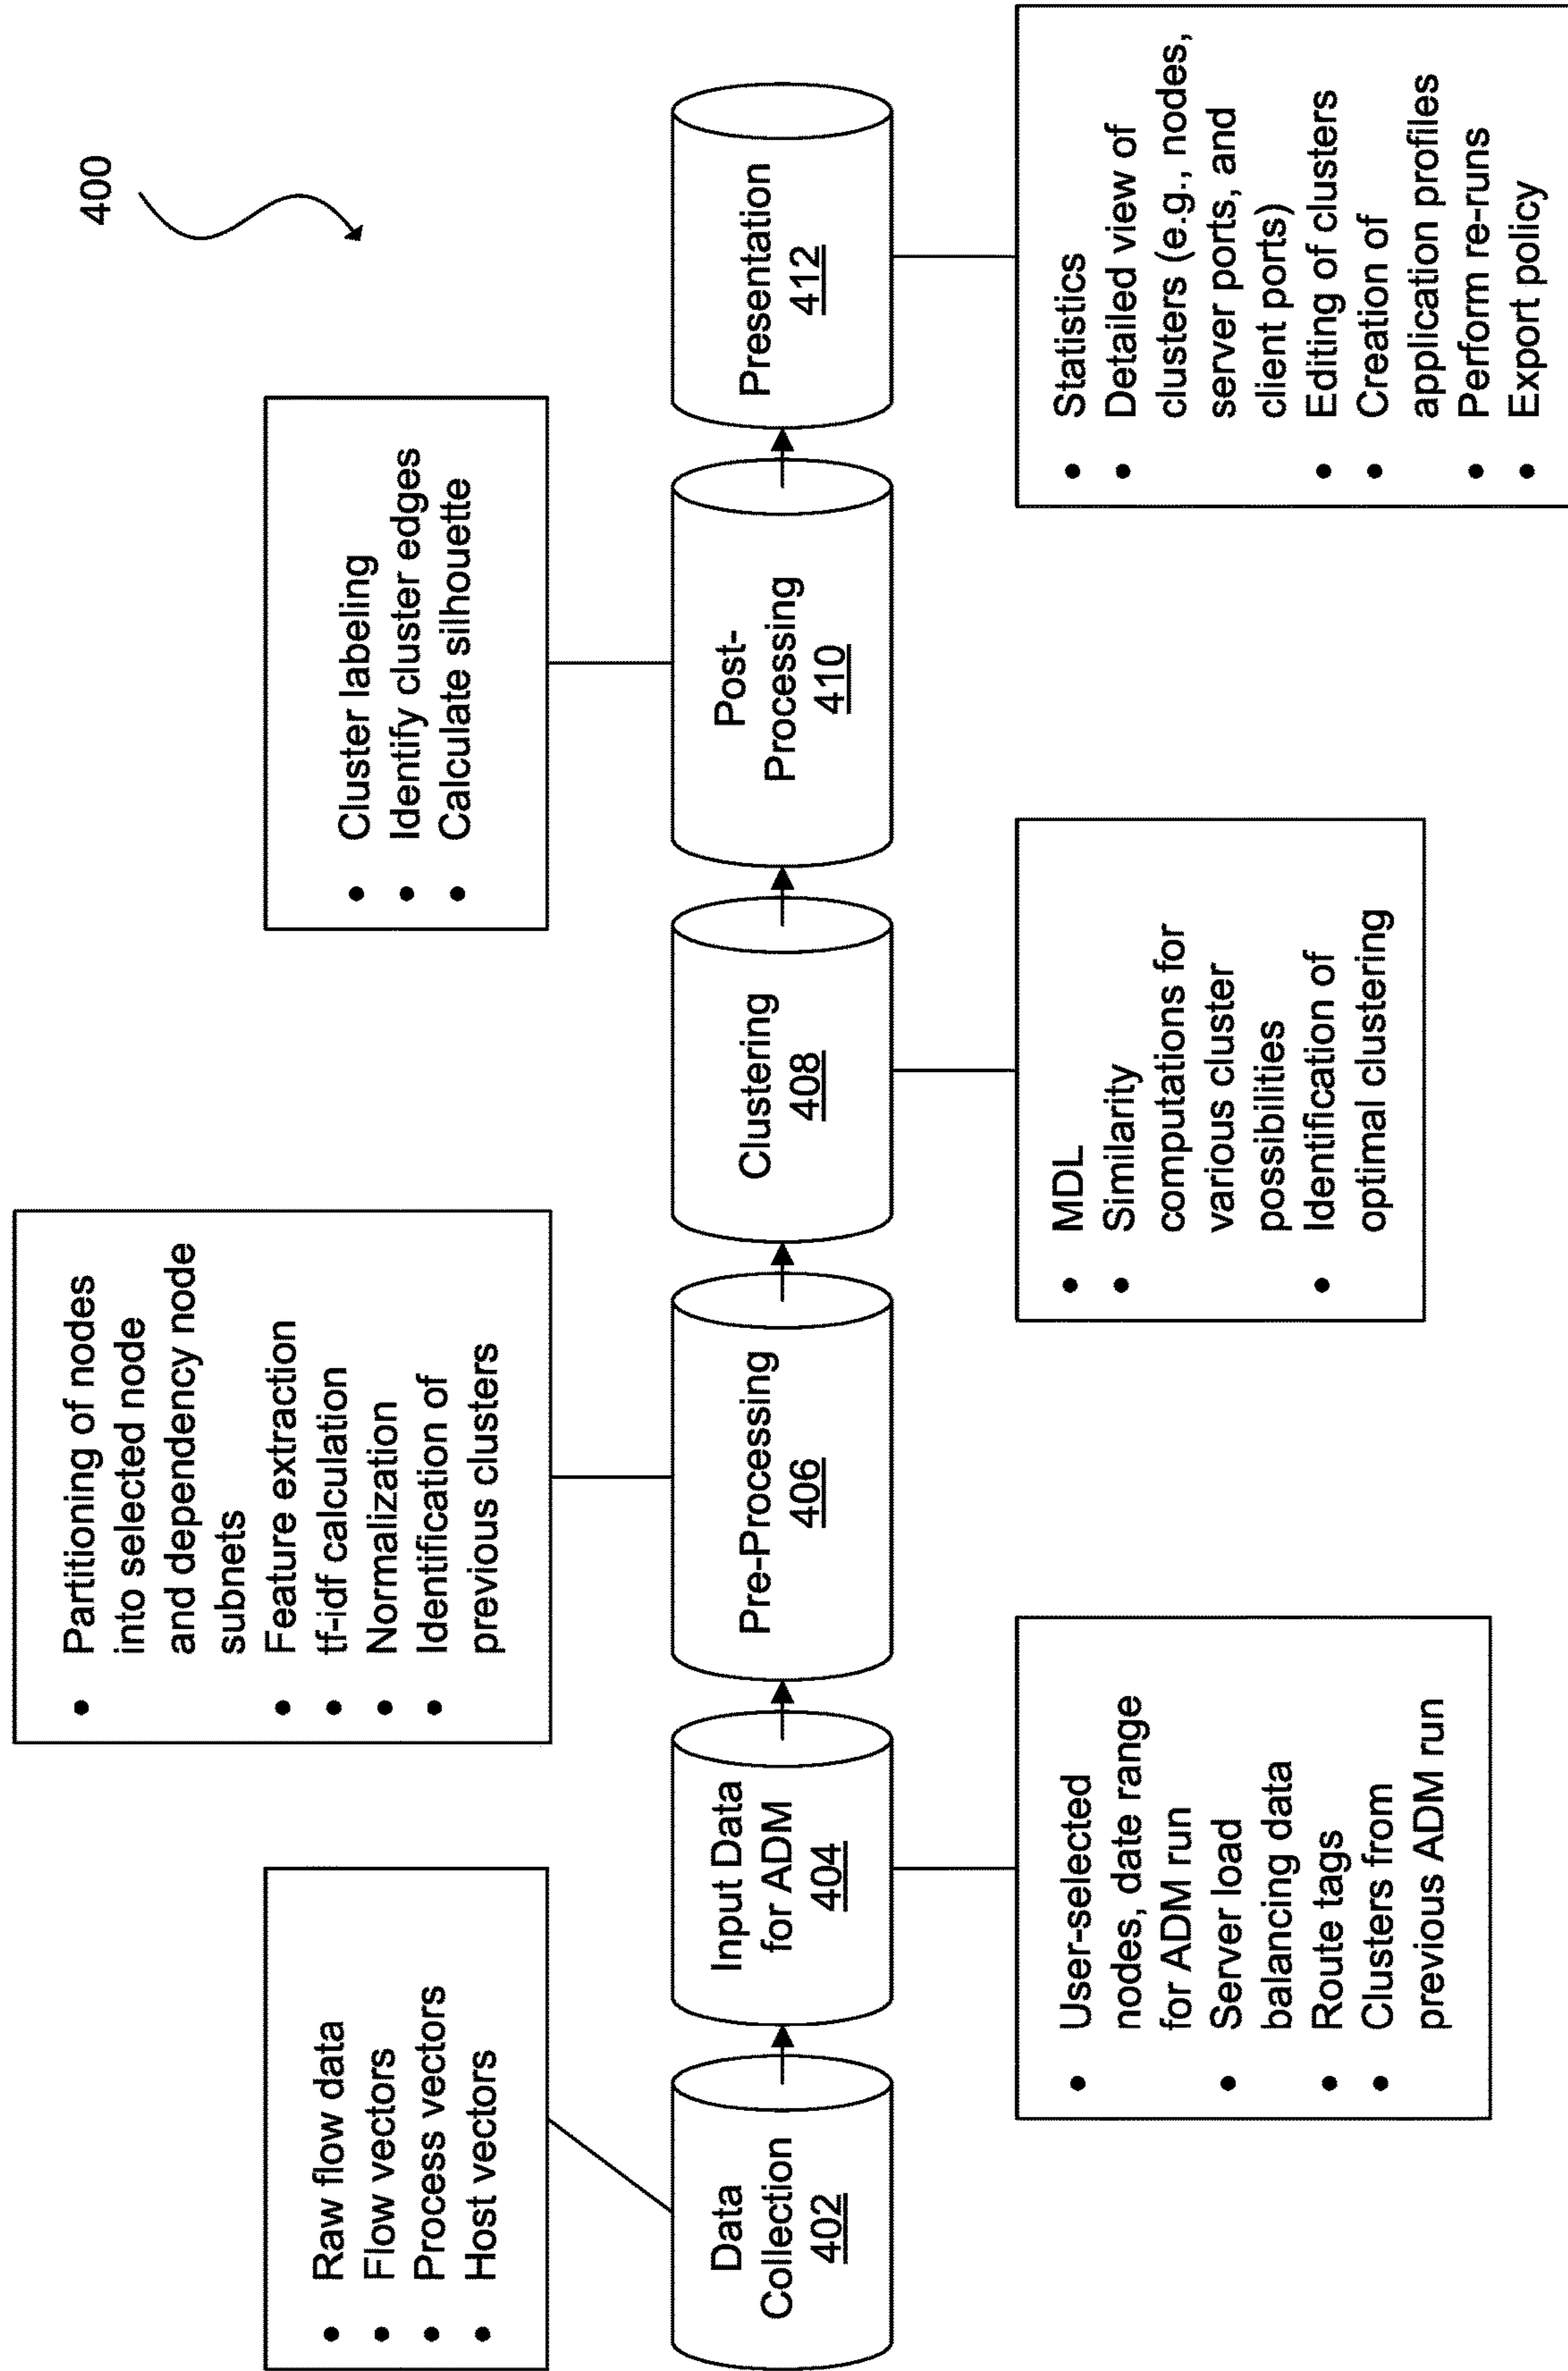 400
• Raw flow data
• Flow vectors
• Process vectors
• Host vectors
• Partitioning of nodes
into selected node
and dependency node
subnets
• Feature extraction
• tf-idf calculation
• Normalization
• Identification of
previous clusters
• Cluster labeling
• Identify cluster edges
• Calculate silhouette
Data
Collection
402
Input Data
for ADM
404
Pre-Processing
406
Clustering
408
Post-
Processing
410
Presentation
412
• User-selected
nodes, date range
for ADM run
• Server load
balancing data
• Route tags
• Clusters from
previous ADM run
• MDL
• Similarity
computations for
various cluster
possibilities
• Identification of
optimal clustering
• Statistics
• Detailed view of
clusters (e.g., nodes,
server ports, and
client ports)
• Editing of clusters
• Creation of
application profiles
• Perform re-runs
• Export policy